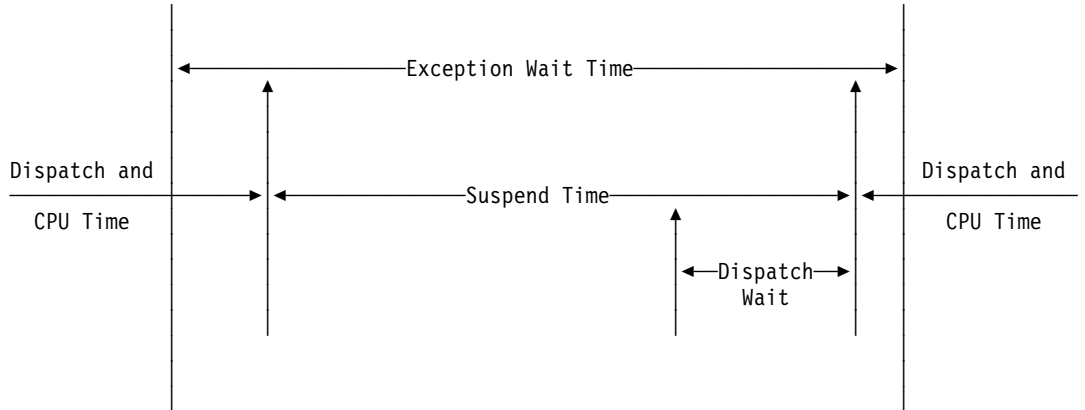 Exception Wait Time
Dispatch and
CPU Time
Suspend Time
Dispatch and
CPU Time
Dispatch
Wait